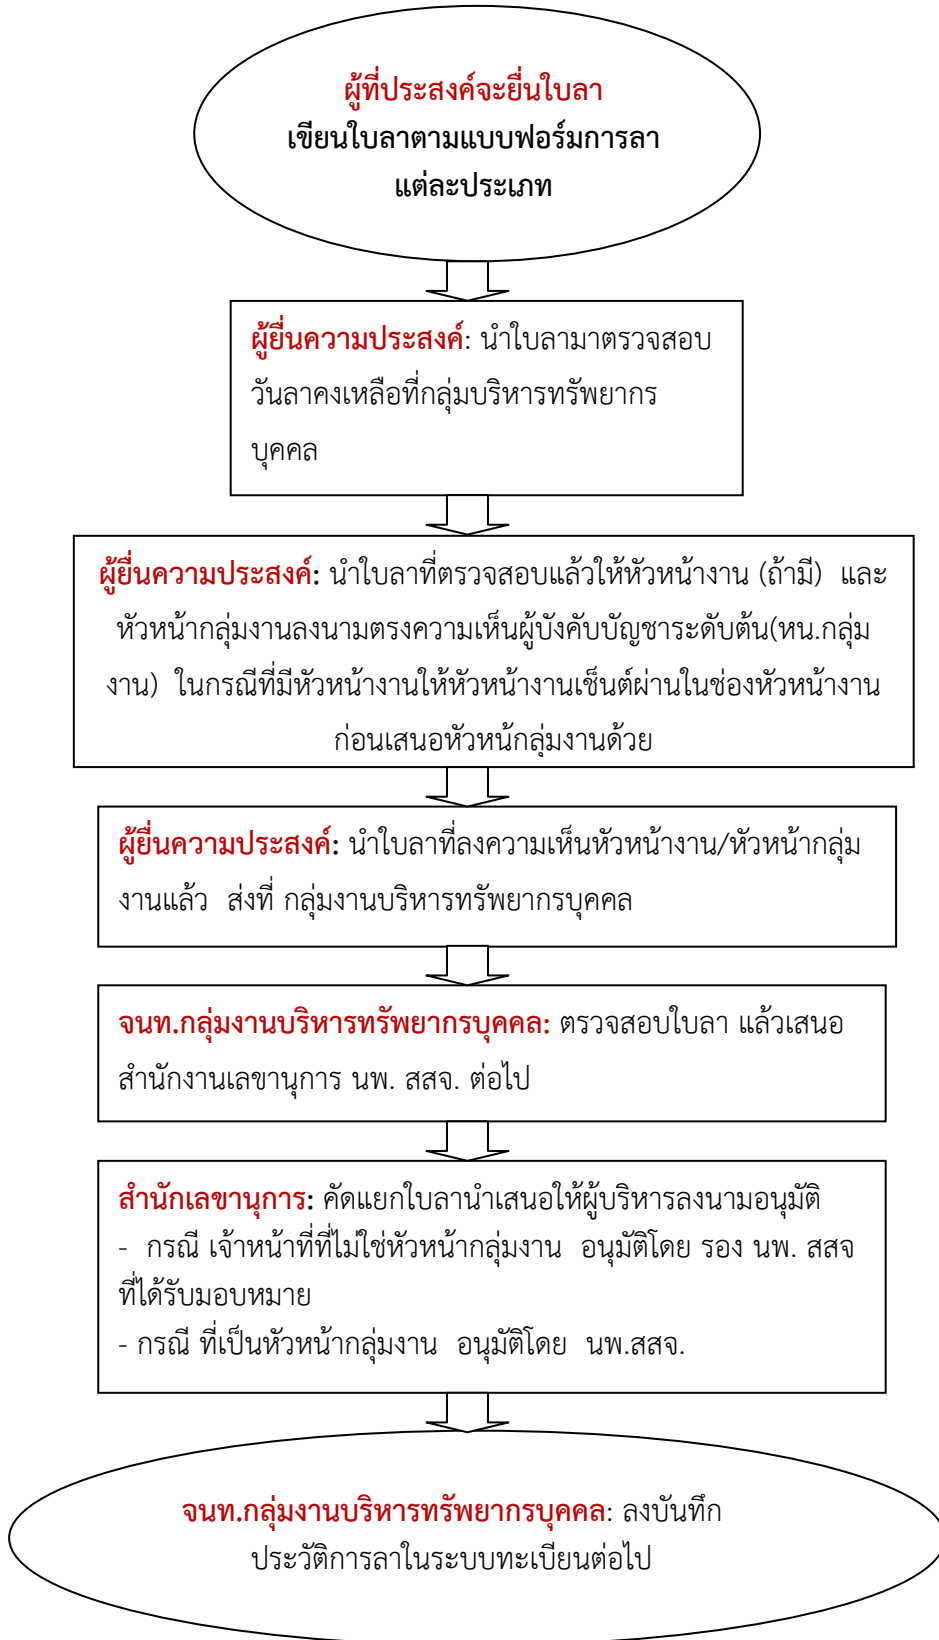 ผู้ที่ประสงค์จะยื่นใบลา
เขียนใบลาตามแบบฟอร์มการลา
แต่ละประเภท
ผู้ยื่นความประสงค์: นำใบลามาตรวจสอบ
วันลาคงเหลือที่กลุ่มบริหารทรัพยากร
บุคคล
ผู้ยื่นความประสงค์: นำใบลาที่ตรวจสอบแล้วให้หัวหน้างาน (ถ้ามี) และ
หัวหน้ากลุ่มงานลงนามตรงความเห็นผู้บังคับบัญชาระดับต้น(หน.กลุ่ม
งาน) ในกรณีที่มีหัวหน้างานให้หัวหน้างานเซ็นต์ผ่านในช่องหัวหน้างาน
ก่อนเสนอหัวหน้กลุ่มงานด้วย
ผู้ยื่นความประสงค์: นำใบลาที่ลงความเห็นหัวหน้างาน/หัวหน้ากลุ่ม
งานแล้ว ส่งที่ กลุ่มงานบริหารทรัพยากรบุคคล
จนท.กลุ่มงานบริหารทรัพยากรบุคคล: ตรวจสอบใบลา แล้วเสนอ
สำนักงานเลขานุการ นพ. สสจ. ต่อไป
สำนักเลขานุการ: คัดแยกใบลานำเสนอให้ผู้บริหารลงนามอนุมัติ
- กรณี เจ้าหน้าที่ที่ไม่ใช่หัวหน้ากลุ่มงาน อนุมัติโดย รอง นพ. สสจ
ที่ได้รับมอบหมาย
- กรณี ที่เป็นหัวหน้ากลุ่มงาน อนุมัติโดย นพ.สสจ.
จนท.กลุ่มงานบริหารทรัพยากรบุคคล: ลงบันทึก
ประวัติการลาในระบบทะเบียนต่อไป